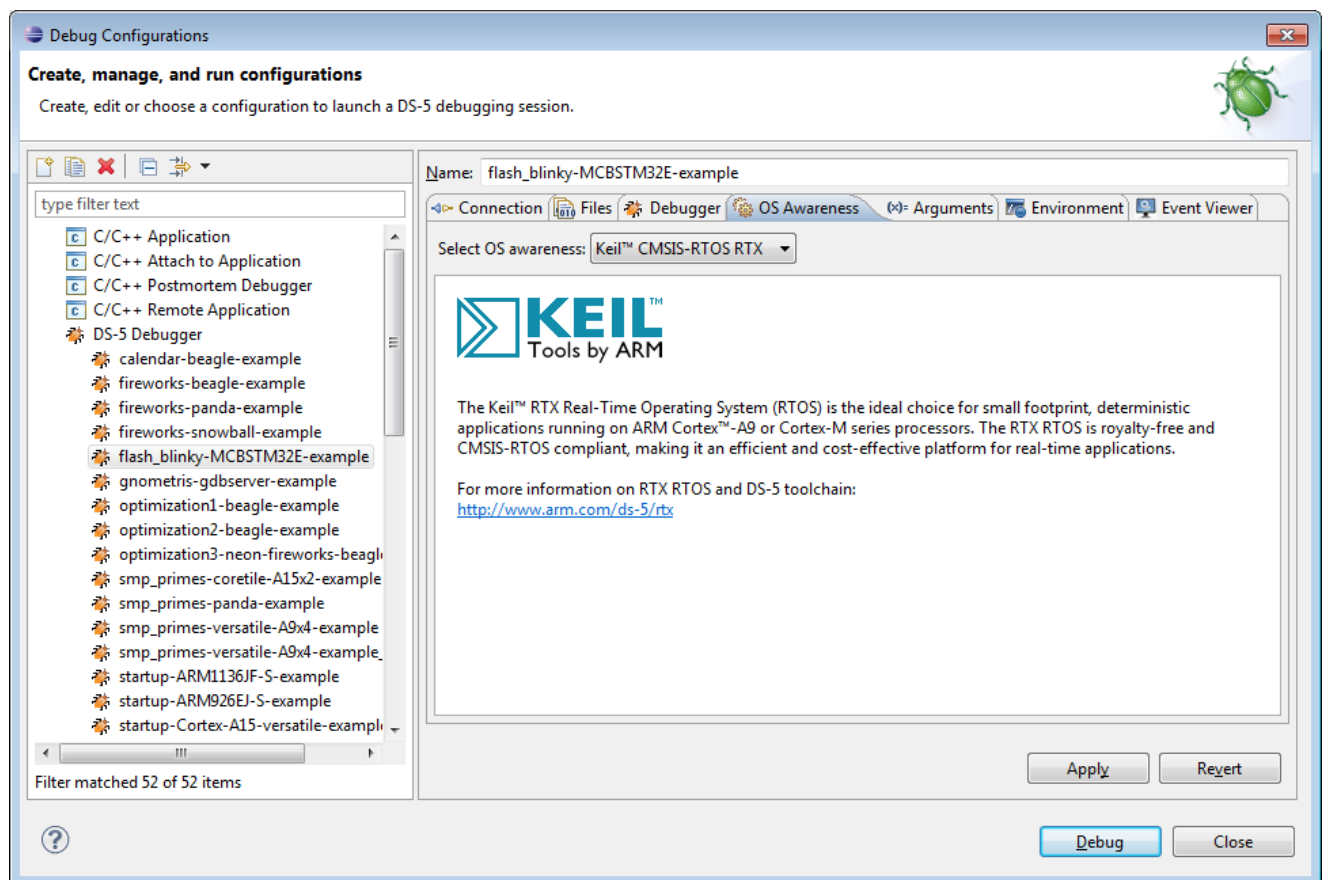 Debug Configurations
Create, manage, and run configurations
Create, edit or choose a configuration to launch a DS-5 debugging session.
type filter text
C/C++ Application
C/C++ Attach to Application
C/C++ Postmortem Debugger
C/C++ Remote Application
DS-5 Debugger
calendar-beagle-example
fireworks-beagle-example
fireworks-panda-example
fireworks-snowball-example
flash_blinky-MCBSTM32E-example
gnometris-gdbserver-example
optimization1-beagle-example
optimization2-beagle-example
optimization3-neon-fireworks-beagl
smp_primes-coretile-A15x2-example
smp_primes-panda-example
smp_primes-versatile-A9x4-example
smp_primes-versatile-A9x4-example_
startup-ARM1136JF-S-example
startup-ARM926EJ-S-example
startup-Cortex-A15-versatile-exampl
Filter matched 52 of 52 items
Name: flash_blinky-MCBSTM32E-example
Connection Files Debugger OS Awareness (x)= Arguments Environment Event Viewer
Select OS awareness: Keil™ CMSIS-RTOS RTX
KEIL™
Tools by ARM
The Keil™ RTX Real-Time Operating System (RTOS) is the ideal choice for small footprint, deterministic
applications running on ARM Cortex™-A9 or Cortex-M series processors. The RTX RTOS is royalty-free and
CMSIS-RTOS compliant, making it an efficient and cost-effective platform for real-time applications.
For more information on RTX RTOS and DS-5 toolchain:
http://www.arm.com/ds-5/rtx
Apply Revert
Debug Close